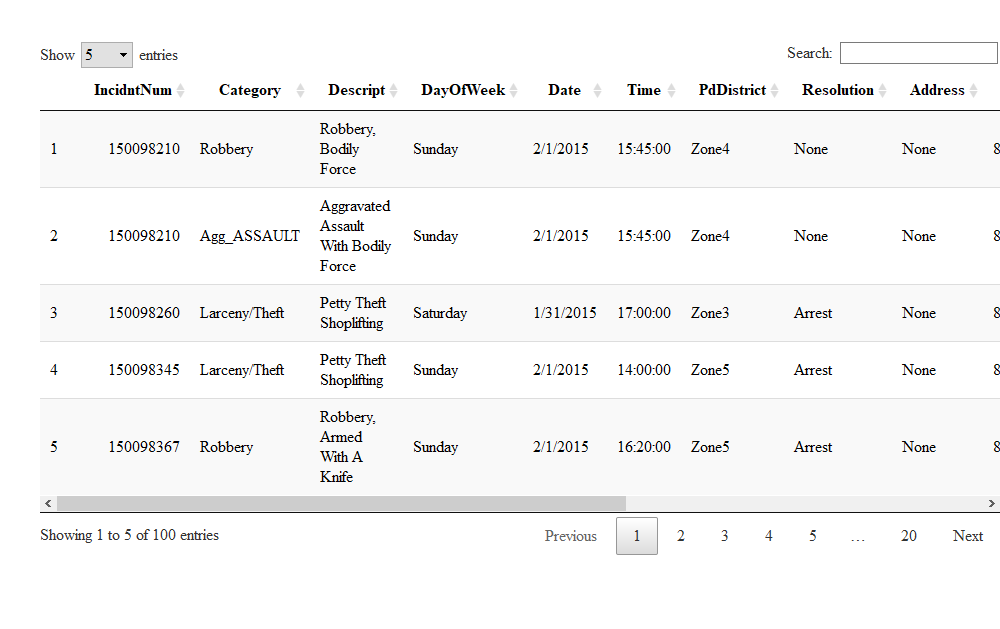 Show 5 entries Search:
IncidntNum Category Descript DayOfWeek Date Time PdDistrict Resolution Address
1 150098210 Robbery Robbery, Bodily Force Sunday 2/1/2015 15:45:00 Zone4 None None 8
2 150098210 Agg_ASSAULT Aggravated Assault With Bodily Force Sunday 2/1/2015 15:45:00 Zone4 None None 8
3 150098260 Larceny/Theft Petty Theft Shoplifting Saturday 1/31/2015 17:00:00 Zone3 Arrest None 8
4 150098345 Larceny/Theft Petty Theft Shoplifting Sunday 2/1/2015 14:00:00 Zone5 Arrest None 8
5 150098367 Robbery Robbery, Armed With A Knife Sunday 2/1/2015 16:20:00 Zone5 Arrest None 8
Showing 1 to 5 of 100 entries Previous 1 2 3 4 5 … 20 Next